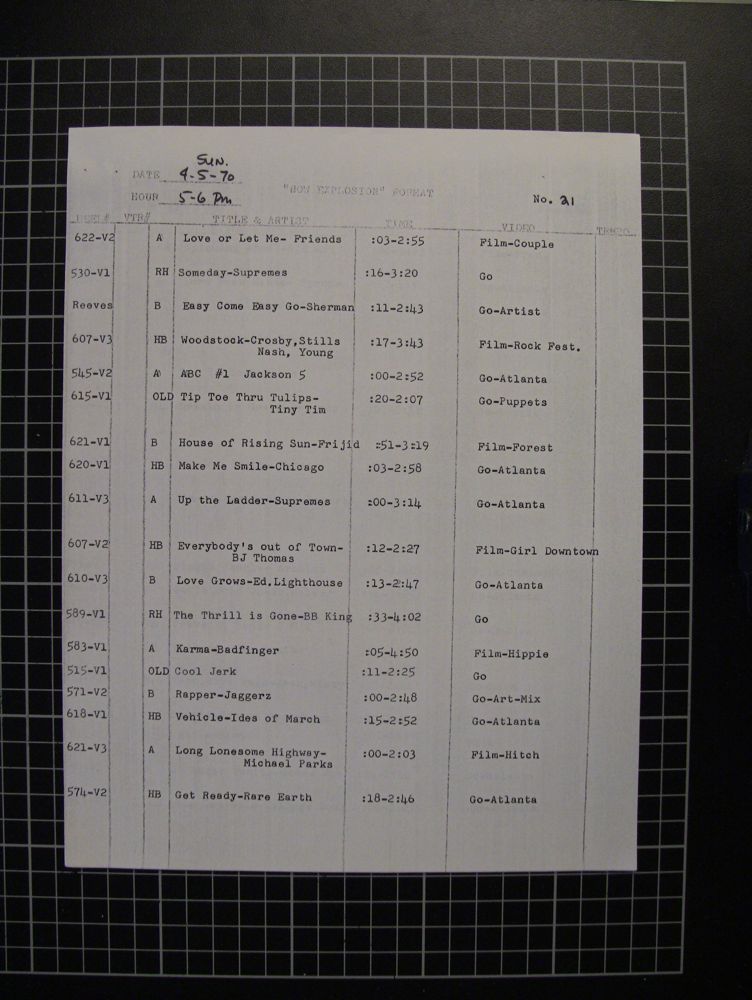 Sun.
DATE 4-5-70
"NOW EXPLOSION" FORMAT
HOUR 5-6 Pm No. 21
REEL# VTR# TITLE & ARTIST TIME VIDEO
622-V2 A Love or Let Me- Friends :03-2:55 Film-Couple
530-V1 RH Someday-Supremes :16-3:20 Go
Reeves B Easy Come Easy Go-Sherman :11-2:43 Go-Artist
607-V3 HB Woodstock-Crosby,Stills :17-3:43 Film-Rock Fest.
Nash, Young
545-V2 A ABC #1 Jackson 5 :00-2:52 Go-Atlanta
615-V1 OLD Tip Toe Thru Tulips- :20-2:07 Go-Puppets
Tiny Tim
621-V1 B House of Rising Sun-Frijid :51-3:19 Film-Forest
620-V1 HB Make Me Smile-Chicago :03-2:58 Go-Atlanta
611-V3 A Up the Ladder-Supremes :00-3:14 Go-Atlanta
607-V2 HB Everybody's out of Town- :12-2:27 Film-Girl Downtown
BJ Thomas
610-V3 B Love Grows-Ed.Lighthouse :13-2:47 Go-Atlanta
589-V1 RH The Thrill is Gone-BB King :33-4:02 Go
583-V1 A Karma-Badfinger :05-4:50 Film-Hippie
515-V1 OLD Cool Jerk :11-2:25 Go
571-V2 B Rapper-Jaggerz :00-2:48 Go-Art-Mix
618-V1 HB Vehicle-Ides of March :15-2:52 Go-Atlanta
621-V3 A Long Lonesome Highway- :00-2:03 Film-Hitch
Michael Parks
574-V2 HB Get Ready-Rare Earth :18-2:46 Go-Atlanta